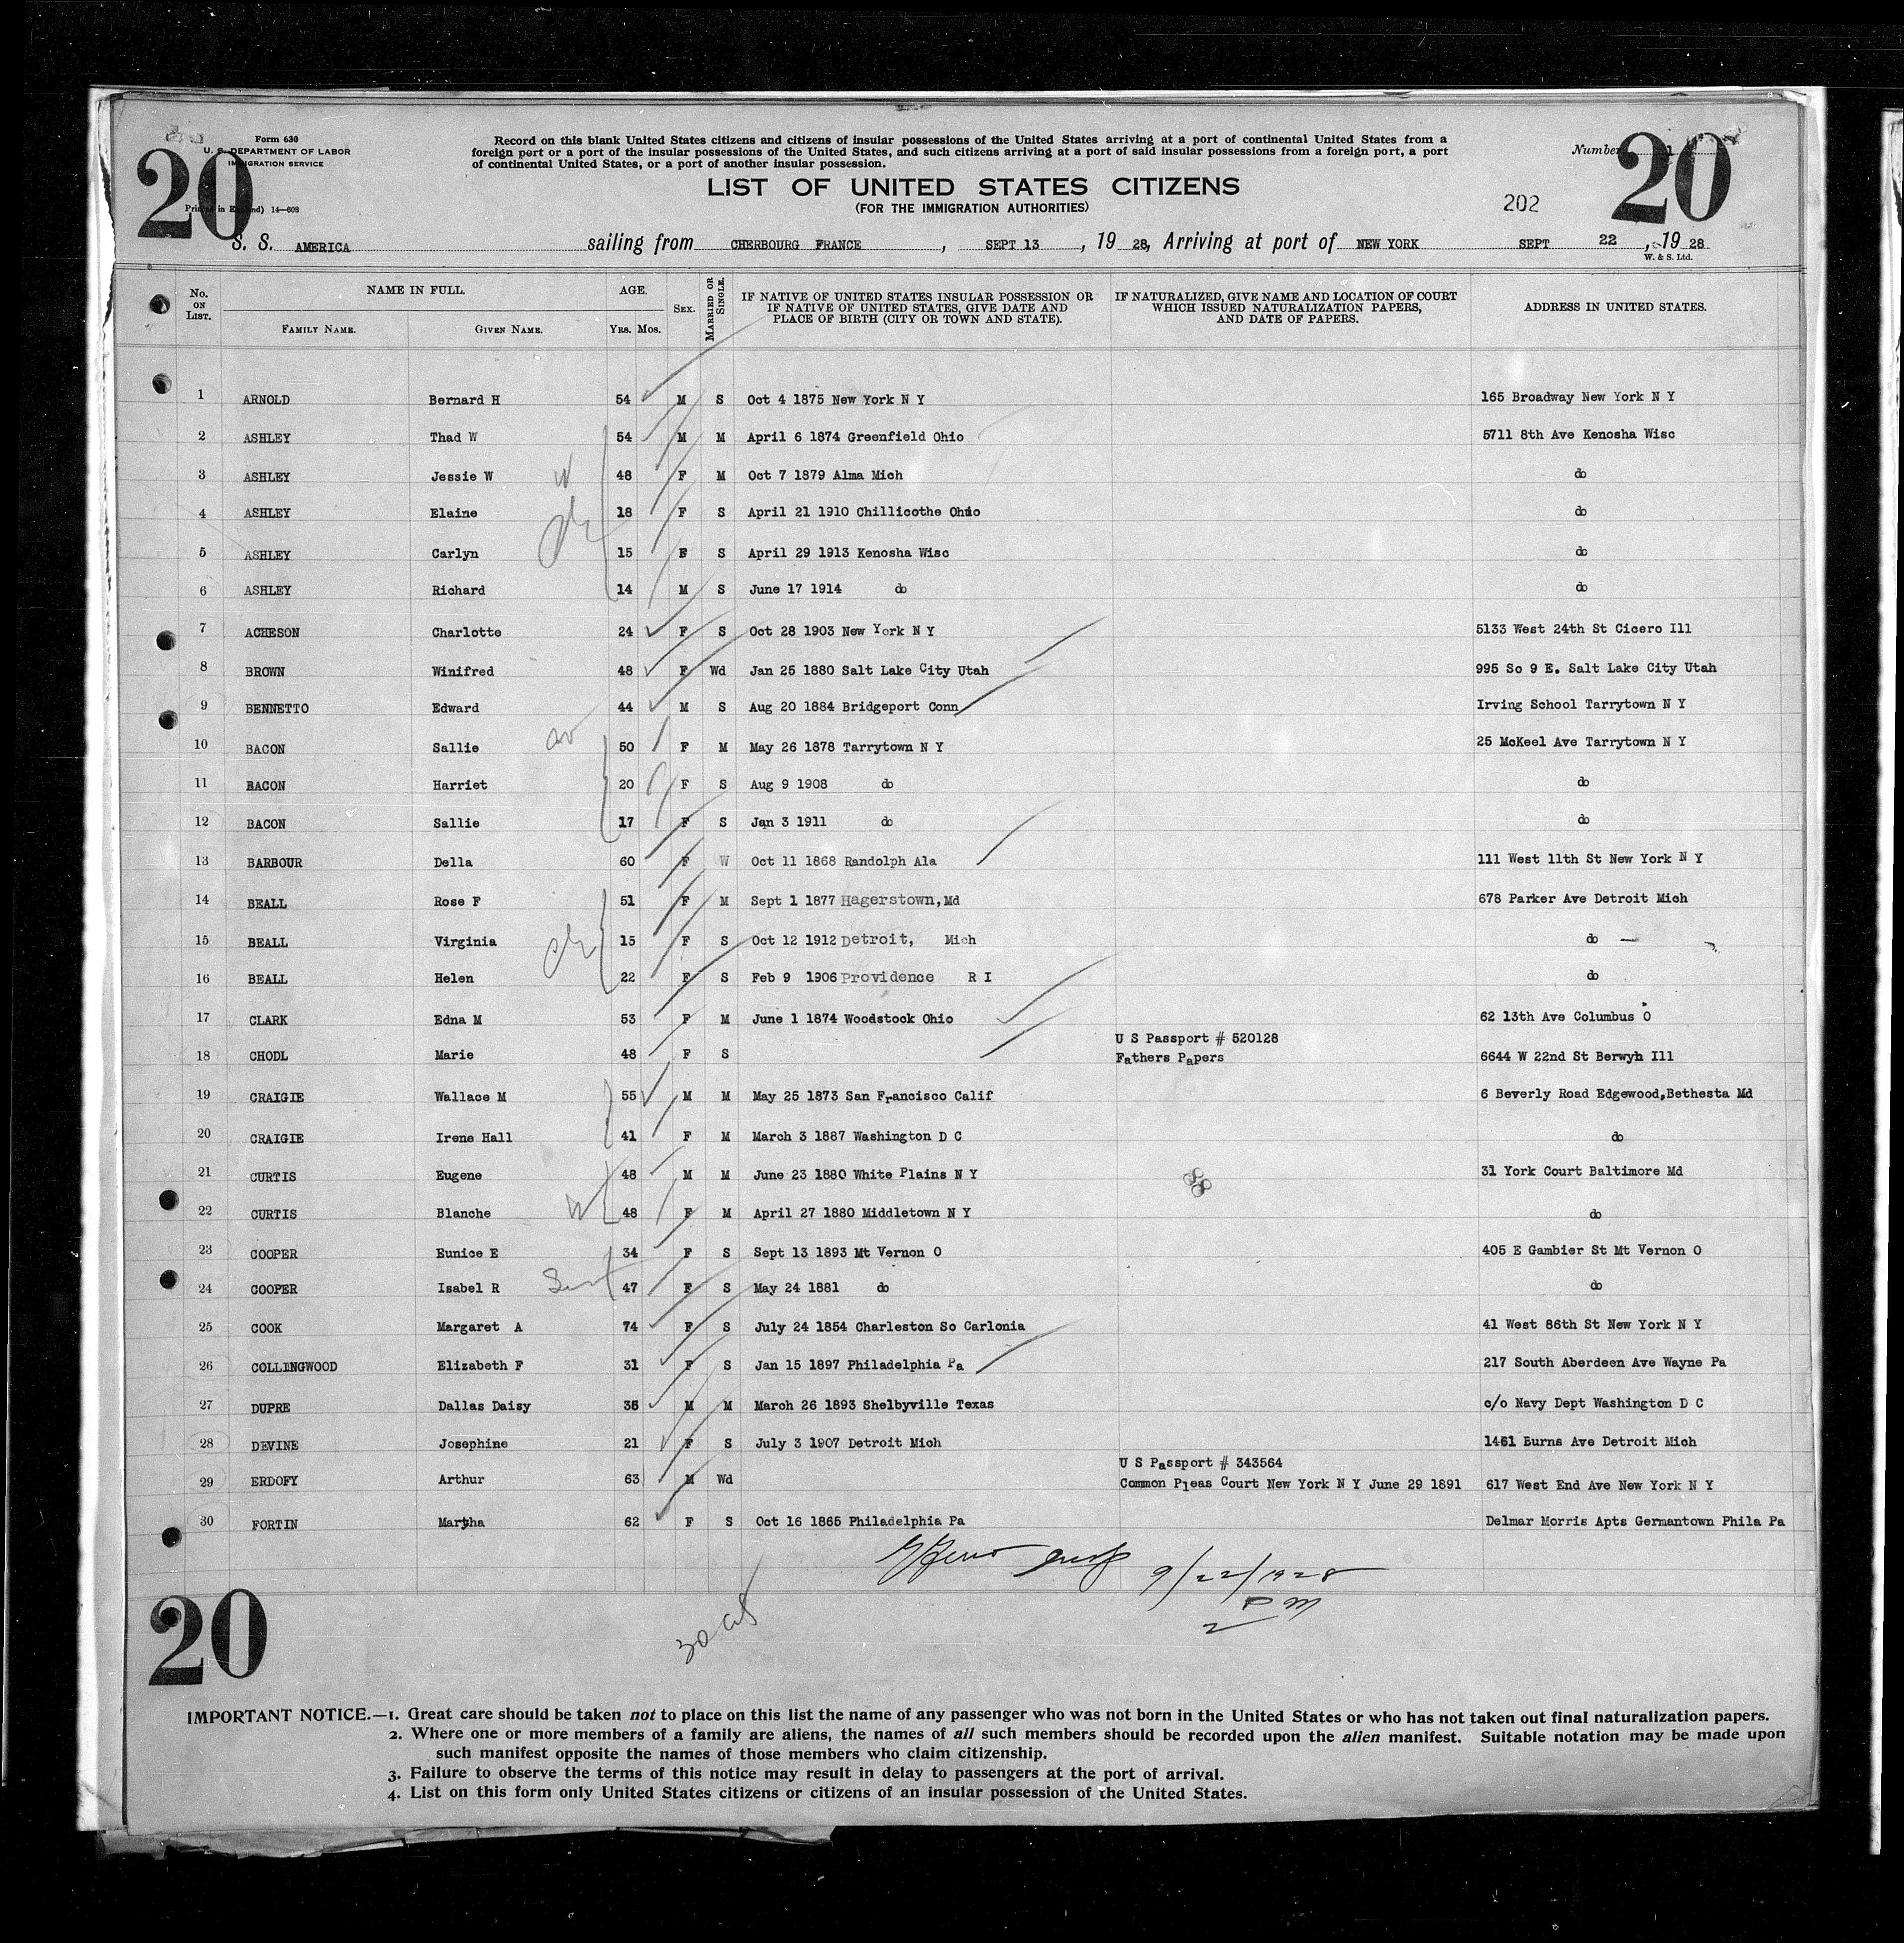 Form 630
U. S. DEPARTMENT OF LABOR
IMMIGRATION SERVICE
20
Printed in England) 14—608
Record on this blank United States citizens and citizens of insular possessions of the United States arriving at a port of continental United States from a
foreign port or a port of the insular possessions of the United States, and such citizens arriving at a port of said insular possessions from a foreign port, a port
of continental United States, or a port of another insular possession.
LIST OF UNITED STATES CITIZENS
(FOR THE IMMIGRATION AUTHORITIES)
Number 1
20
202
S. S. AMERICA sailing from CHERBOURG FRANCE, SEPT 13, 19 28, Arriving at port of NEW YORK SEPT 22, 19 28
W. & S. Ltd.
No. ON LIST. NAME IN FULL. FAMILY NAME. GIVEN NAME. AGE. Yrs. Mos. SEX. MARRIED OR SINGLE. IF NATIVE OF UNITED STATES INSULAR POSSESSION OR IF NATIVE OF UNITED STATES, GIVE DATE AND PLACE OF BIRTH (CITY OR TOWN AND STATE). IF NATURALIZED, GIVE NAME AND LOCATION OF COURT WHICH ISSUED NATURALIZATION PAPERS, AND DATE OF PAPERS. ADDRESS IN UNITED STATES.
1 ARNOLD Bernard H 54 M S Oct 4 1875 New York N Y 165 Broadway New York N Y
2 ASHLEY Thad W 54 M M April 6 1874 Greenfield Ohio 5711 8th Ave Kenosha Wisc
3 ASHLEY Jessie W W 48 F M Oct 7 1879 Alma Mich do
4 ASHLEY Elaine 18 F S April 21 1910 Chillicothe Ohio do
5 ASHLEY Carlyn 15 F S April 29 1913 Kenosha Wisc do
6 ASHLEY Richard 14 M S June 17 1914 do do
7 ACHESON Charlotte 24 F S Oct 28 1903 New York N Y 5133 West 24th St Cicero Ill
8 BROWN Winifred 48 F Wd Jan 25 1880 Salt Lake City Utah 995 So 9 E. Salt Lake City Utah
9 BENNETTO Edward 44 M S Aug 20 1884 Bridgeport Conn Irving School Tarrytown N Y
10 BACON Sallie 50 F M May 26 1878 Tarrytown N Y 25 McKeel Ave Tarrytown N Y
11 BACON Harriet 20 F S Aug 9 1908 do do
12 BACON Sallie 17 F S Jan 3 1911 do do
13 BARBOUR Della 60 F W Oct 11 1868 Randolph Ala 111 West 11th St New York N Y
14 BEALL Rose F 51 F M Sept 1 1877 Hagerstown, Md 678 Parker Ave Detroit Mich
15 BEALL Virginia 15 F S Oct 12 1912 Detroit, Mich do —
16 BEALL Helen 22 F S Feb 9 1906 Providence R I do
17 CLARK Edna M 53 F M June 1 1874 Woodstock Ohio 62 13th Ave Columbus O
18 CHODL Marie 48 F S U S Passport # 520128 Fathers Papers 6644 W 22nd St Berwyn Ill
19 CRAIGIE Wallace M 55 M M May 25 1873 San Francisco Calif 6 Beverly Road Edgewood, Bethesta Md
20 CRAIGIE Irene Hall 41 F M March 3 1887 Washington D C do
21 CURTIS Eugene 48 M M June 23 1880 White Plains N Y 31 York Court Baltimore Md
22 CURTIS Blanche W 48 F M April 27 1880 Middletown N Y do
23 COOPER Eunice E 34 F S Sept 13 1893 Mt Vernon O 405 E Gambier St Mt Vernon O
24 COOPER Isabel R 47 F S May 24 1881 do do
25 COOK Margaret A 74 F S July 24 1854 Charleston So Carlonia 41 West 86th St New York N Y
26 COLLINGWOOD Elizabeth F 31 F S Jan 15 1897 Philadelphia Pa 217 South Aberdeen Ave Wayne Pa
27 DUPRE Dallas Daisy 35 M M March 26 1893 Shelbyville Texas c/o Navy Dept Washington D C
28 DEVINE Josephine 21 F S July 3 1907 Detroit Mich 1461 Burns Ave Detroit Mich
29 ERDOFY Arthur 63 M Wd U S Passport # 343564 Common Pleas Court New York N Y June 29 1891 617 West End Ave New York N Y
30 FORTIN Martha 62 F S Oct 16 1865 Philadelphia Pa Delmar Morris Apts Germantown Phila Pa
9/22/1928
2 PM
20
IMPORTANT NOTICE.—1. Great care should be taken not to place on this list the name of any passenger who was not born in the United States or who has not taken out final naturalization papers.
2. Where one or more members of a family are aliens, the names of all such members should be recorded upon the alien manifest. Suitable notation may be made upon
such manifest opposite the names of those members who claim citizenship.
3. Failure to observe the terms of this notice may result in delay to passengers at the port of arrival.
4. List on this form only United States citizens or citizens of an insular possession of the United States.